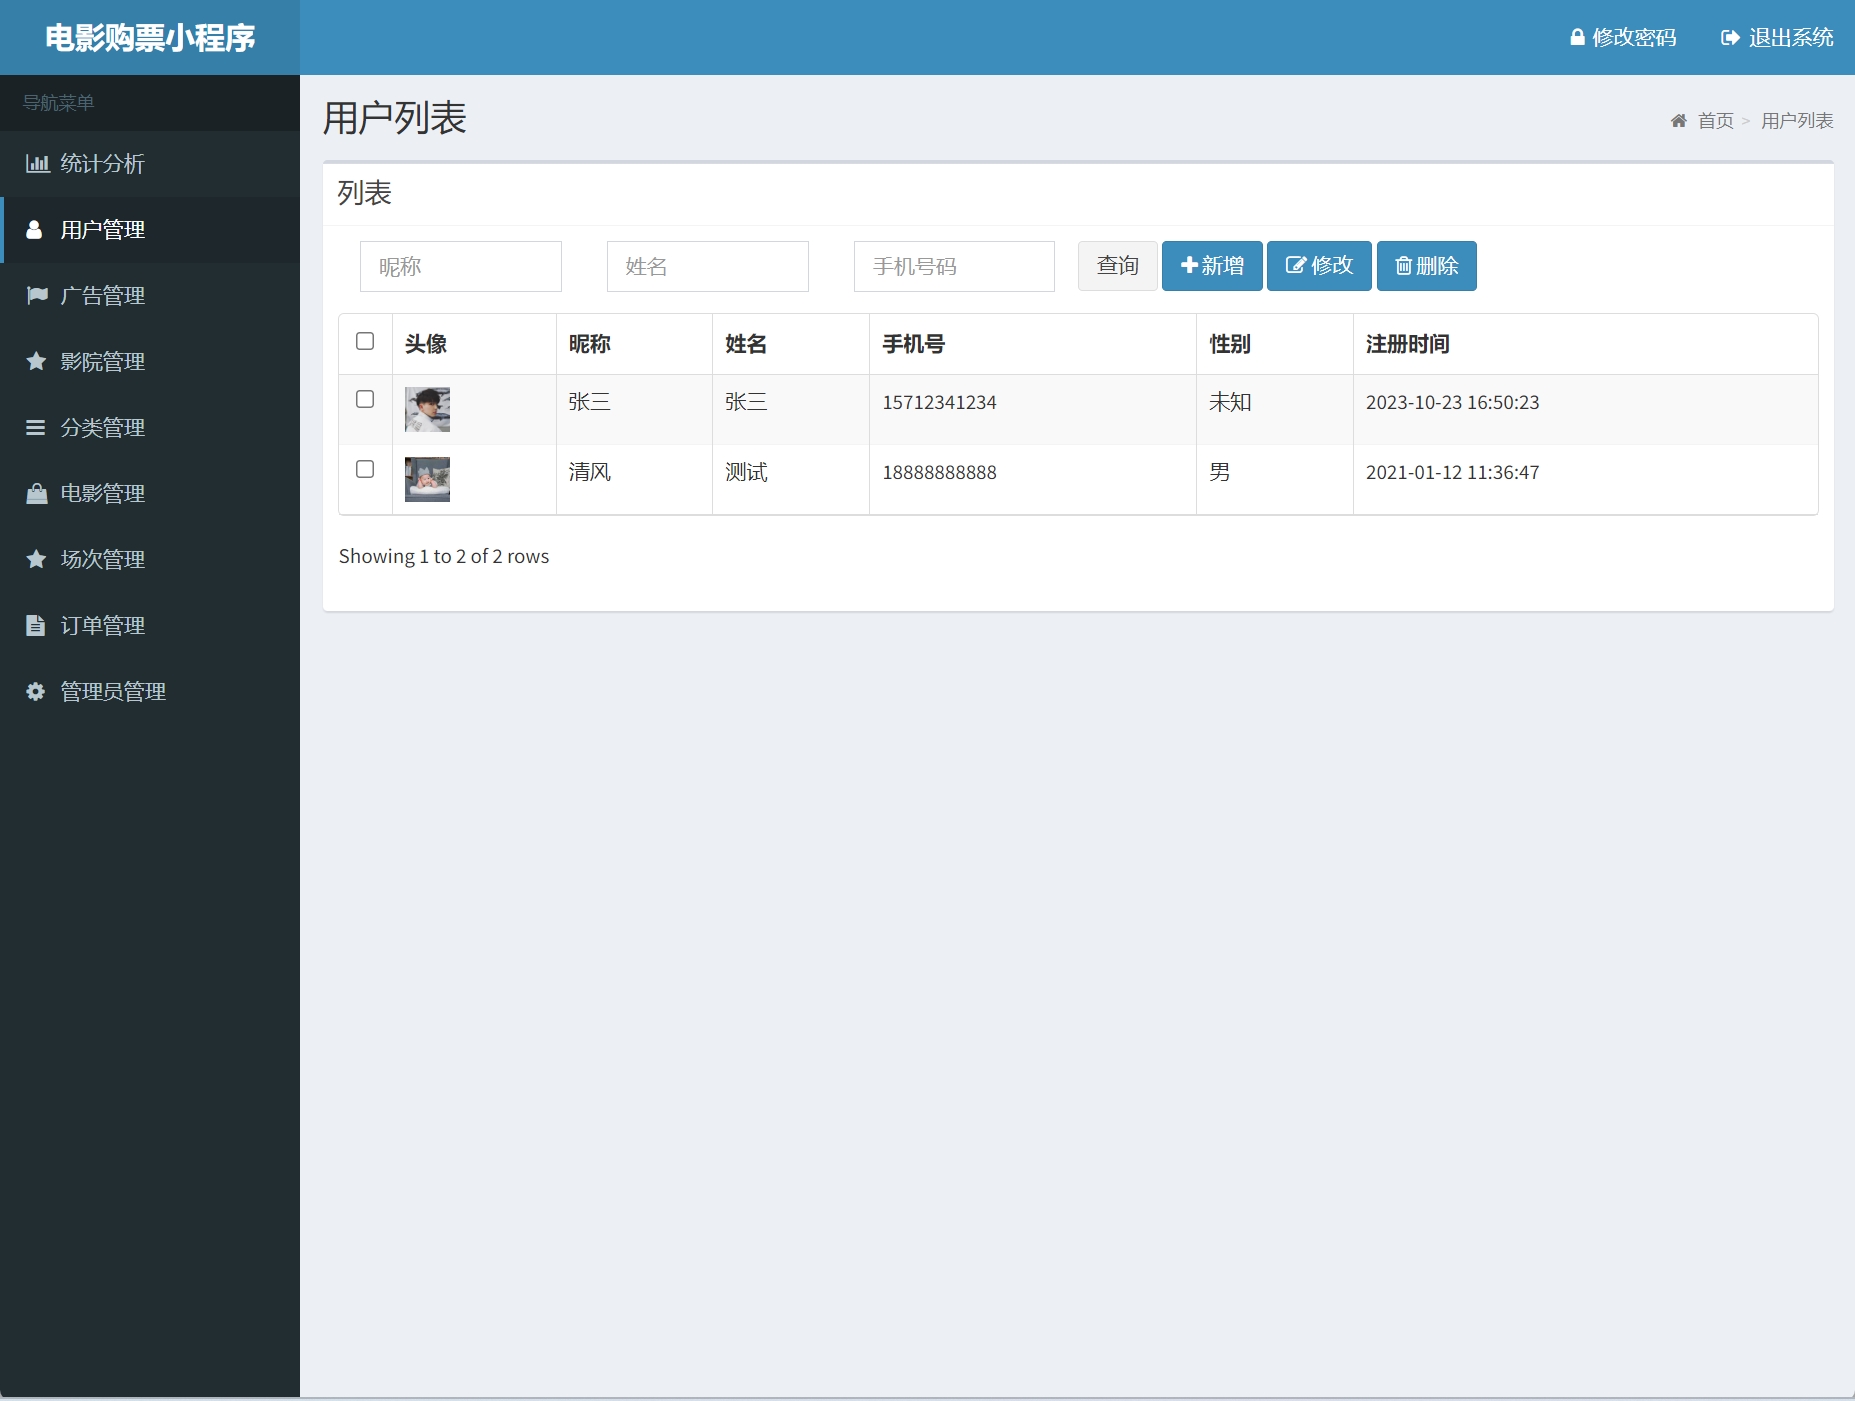 电影购票小程序
修改密码 退出系统
导航菜单
统计分析
用户管理
广告管理
影院管理
分类管理
电影管理
场次管理
订单管理
管理员管理
用户列表
首页 > 用户列表
列表
昵称 姓名 手机号码 查询 新增 修改 删除
头像 昵称 姓名 手机号 性别 注册时间
张三 张三 15712341234 未知 2023-10-23 16:50:23
清风 测试 18888888888 男 2021-01-12 11:36:47
Showing 1 to 2 of 2 rows